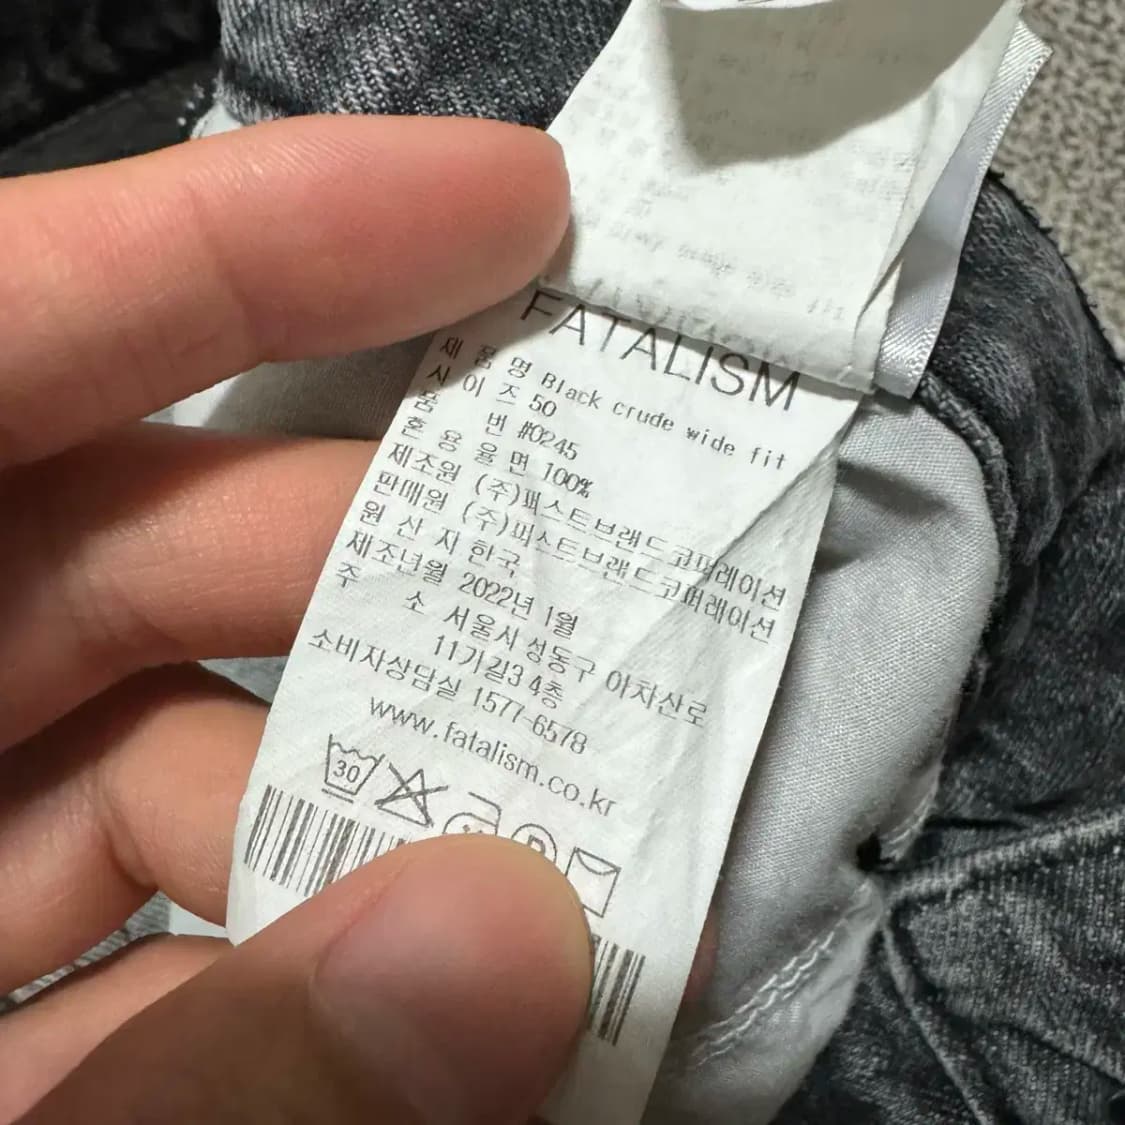 FATALISM
제 품 명 Black crude wide fit
사 이 즈 50
품 번 #0245
혼 용 율 면 100%
제조원 (주)퍼스트브랜드코퍼레이션
판매원 (주)퍼스트브랜드코퍼레이션
원 산 지 한국
제조년월 2022년 1월
주 소 서울시 성동구 아차산로
11가길3 4층
소비자상담실 1577-6578
www.fatalism.co.kr
30